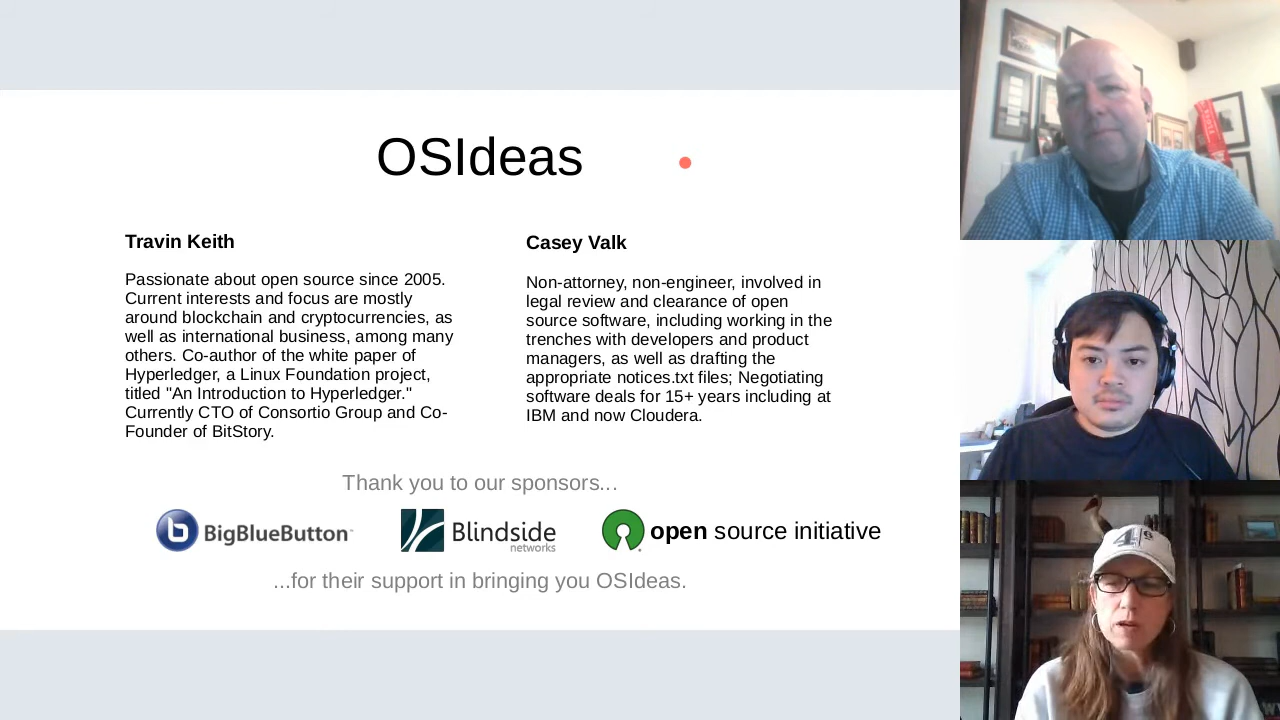 OSIdeas
Travin Keith
Passionate about open source since 2005.
Current interests and focus are mostly
around blockchain and cryptocurrencies, as
well as international business, among many
others. Co-author of the white paper of
Hyperledger, a Linux Foundation project,
titled "An Introduction to Hyperledger."
Currently CTO of Consortio Group and Co-
Founder of BitStory.
Casey Valk
Non-attorney, non-engineer, involved in
legal review and clearance of open
source software, including working in the
trenches with developers and product
managers, as well as drafting the
appropriate notices.txt files; Negotiating
software deals for 15+ years including at
IBM and now Cloudera.
Thank you to our sponsors...
BigBlueButton™
Blindside
networks
open source initiative
...for their support in bringing you OSIdeas.